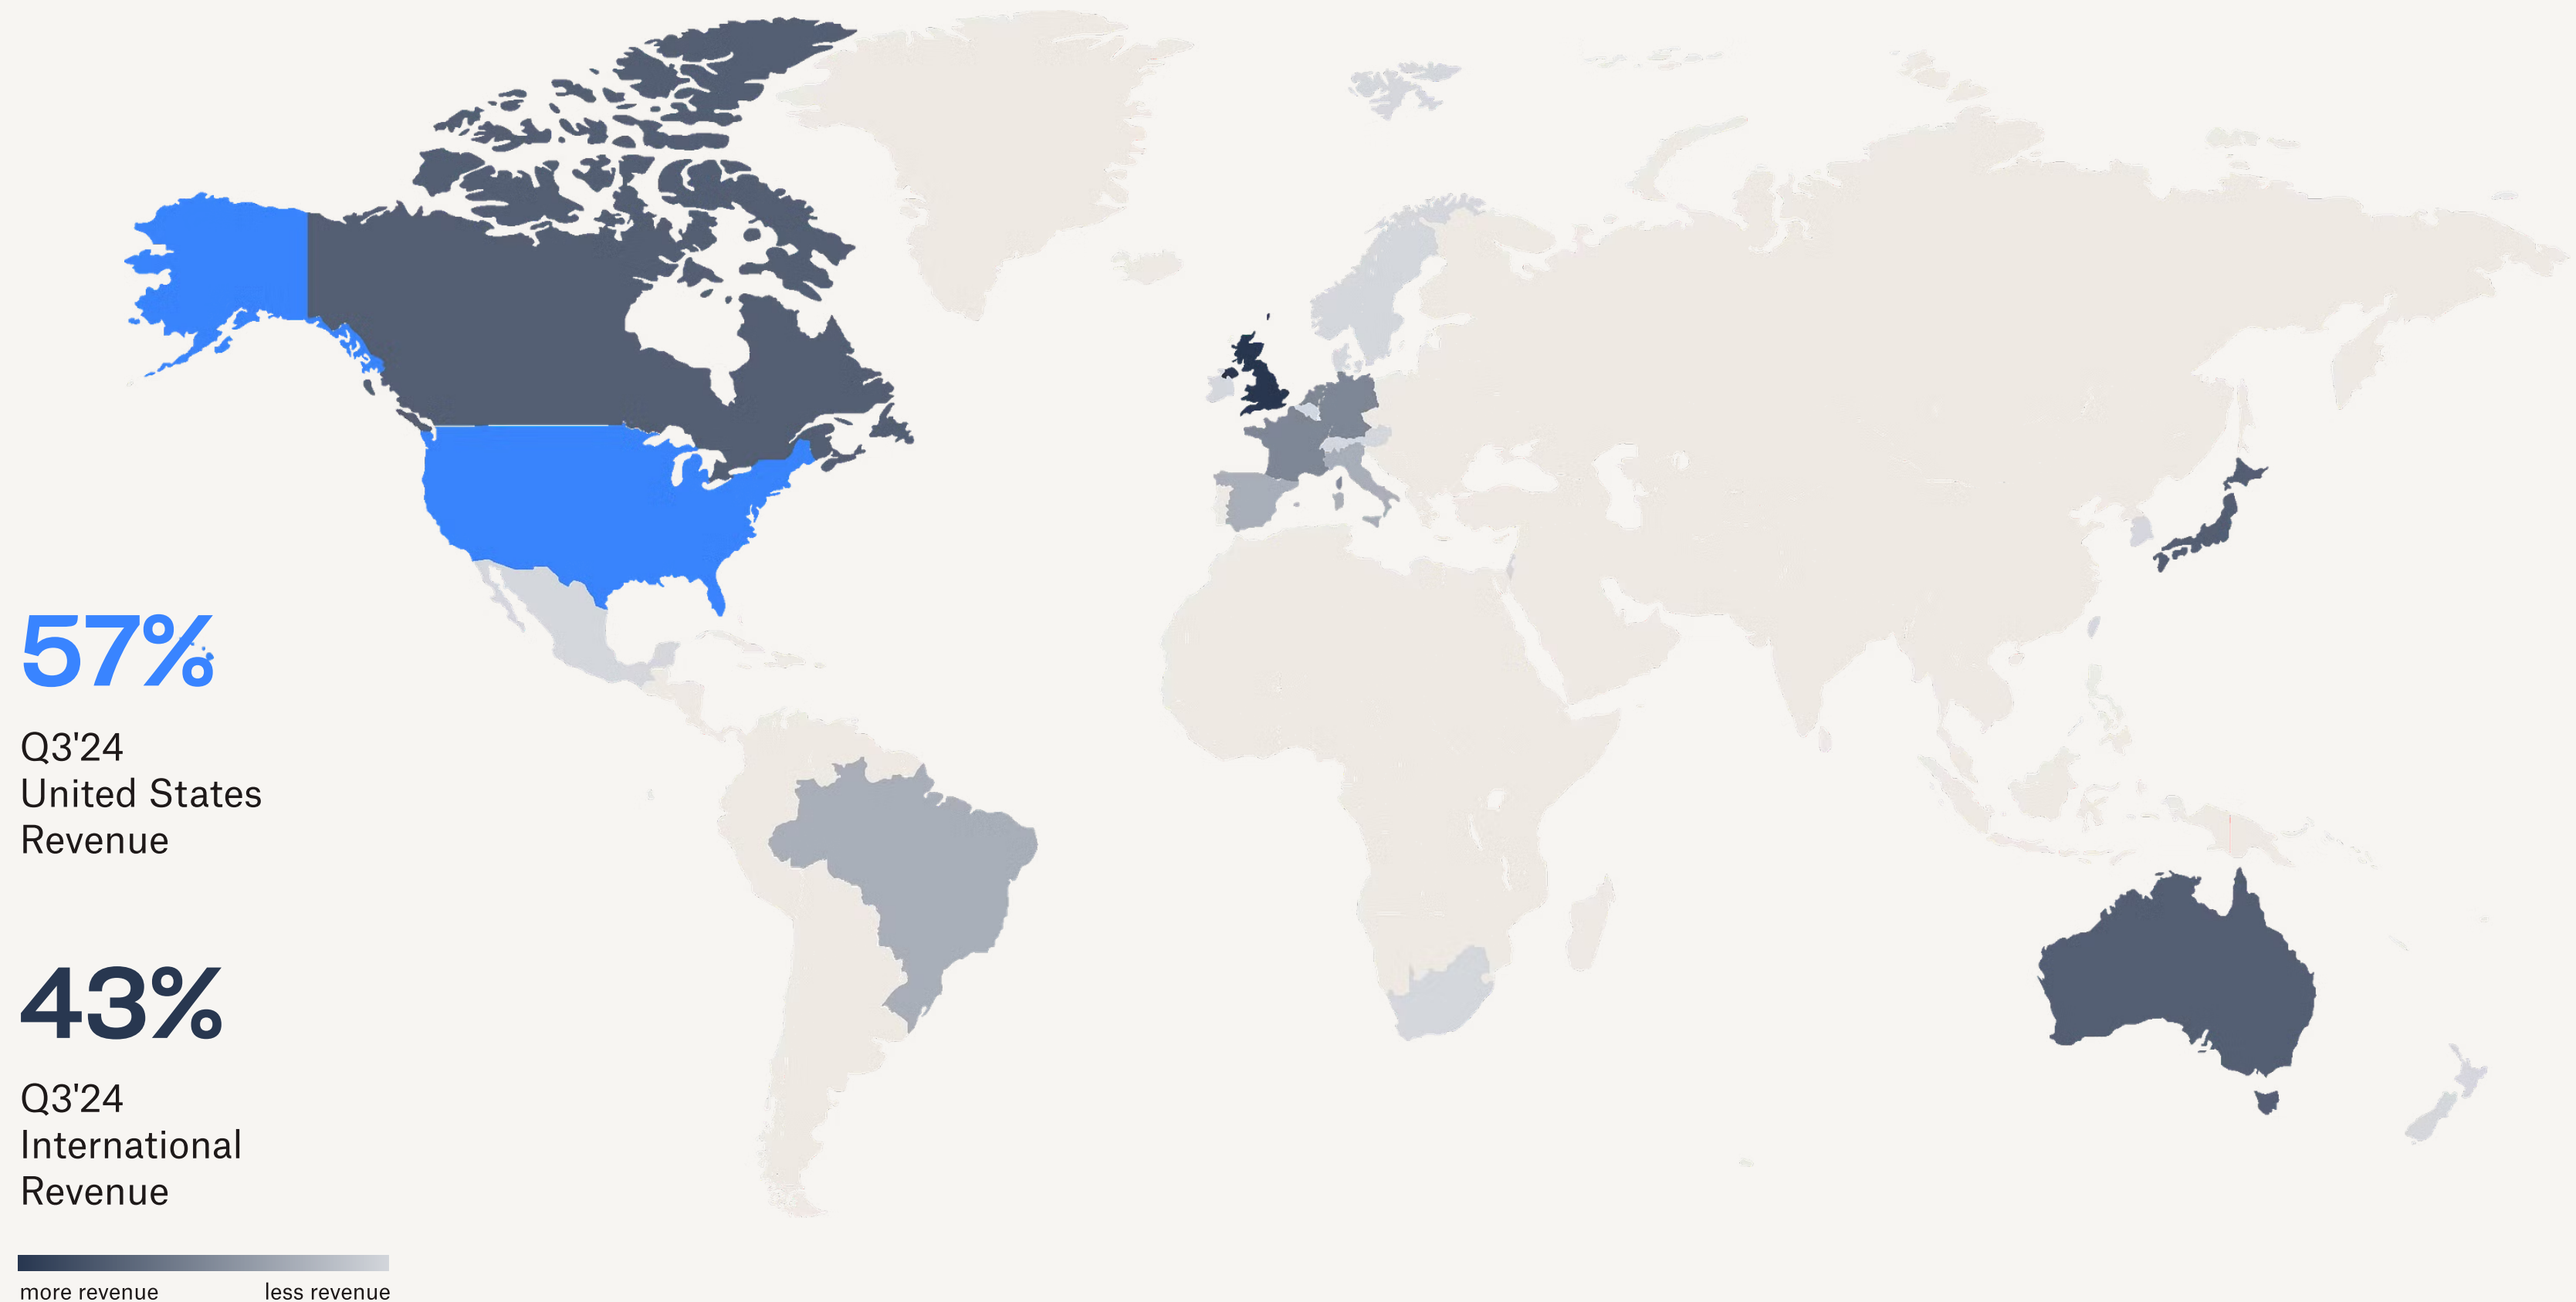 57%
Q3'24
United States
Revenue
43%
Q3'24
International
Revenue
more revenue
less revenue